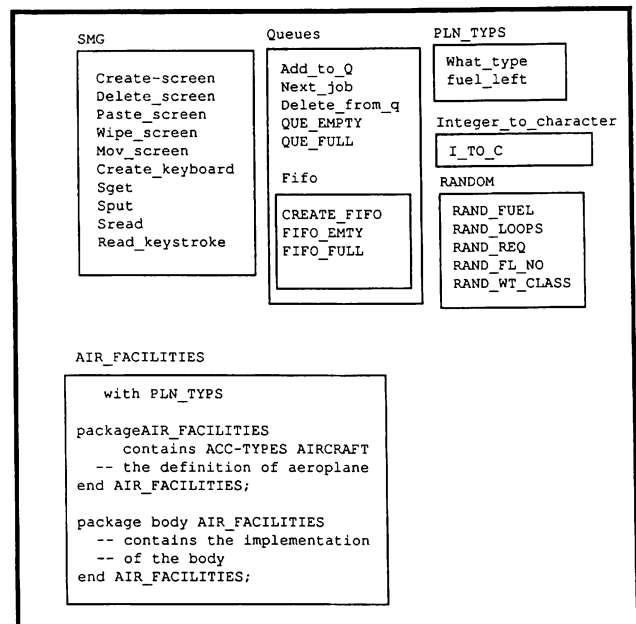 SMG
Create-screen
Delete_screen
Paste_screen
Wipe_screen
Mov_screen
Create_keyboard
Sget
Sput
Sread
Read_keystroke
Queues
Add_to_Q
Next_job
Delete_from_q
QUE_EMPTY
QUE_FULL
Fifo
CREATE_FIFO
FIFO_EMTY
FIFO_FULL
PLN_TYPS
What_type
fuel_left
Integer_to_character
I_TO_C
RANDOM
RAND_FUEL
RAND_LOOPS
RAND_REQ
RAND_FL_NO
RAND_WT_CLASS
AIR_FACILITIES
with PLN_TYPS
packageAIR_FACILITIES
contains ACC-TYPES AIRCRAFT
-- the definition of aeroplane
end AIR_FACILITIES;
package body AIR_FACILITIES
-- contains the implementation
-- of the body
end AIR_FACILITIES;